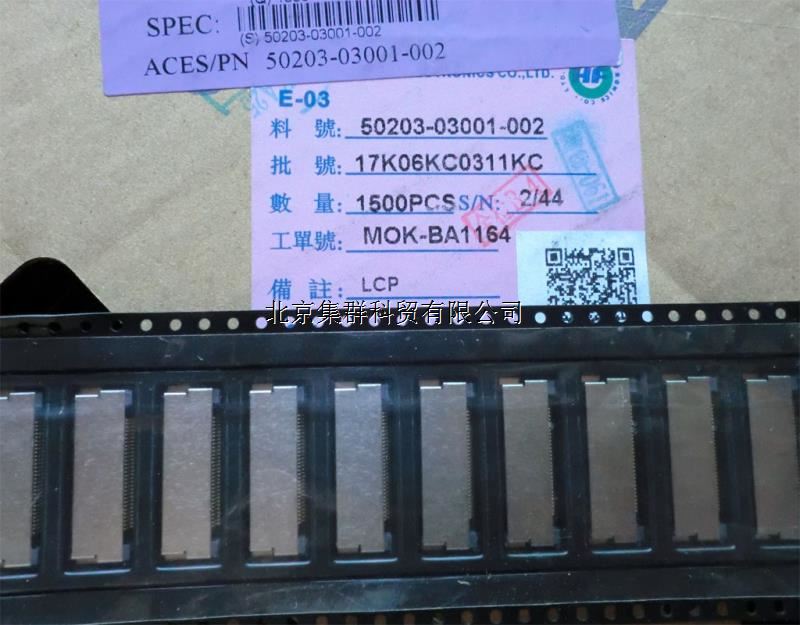 SPEC:
(S) 50203-03001-002
ACES/PN 50203-03001-002
CO.,LTD.
E-03
料 號: 50203-03001-002
批 號: 17K06KC0311KC
數 量: 1500PCS S/N: 2/44
工單號: MOK-BA1164
備 註: LCP
北京集群科贸有限公司